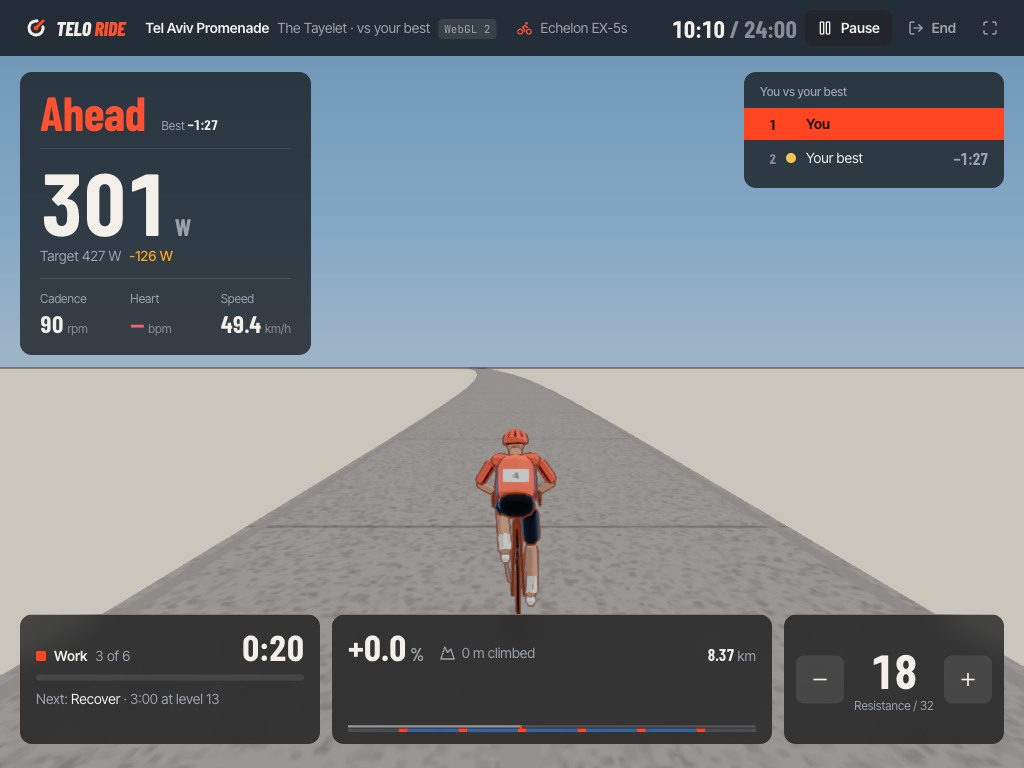 TELO RIDE Tel Aviv Promenade The Tayelet · vs your best WebGL 2 Echelon EX-5s 10:10 / 24:00 Pause End
Ahead Best −1:27
301 W
Target 427 W -126 W
Cadence Heart Speed
90 rpm — bpm 49.4 km/h
You vs your best
1 You
2 Your best −1:27
4
Work 3 of 6 0:20
Next: Recover · 3:00 at level 13
+0.0 % 0 m climbed 8.37 km
− 18 +
Resistance / 32